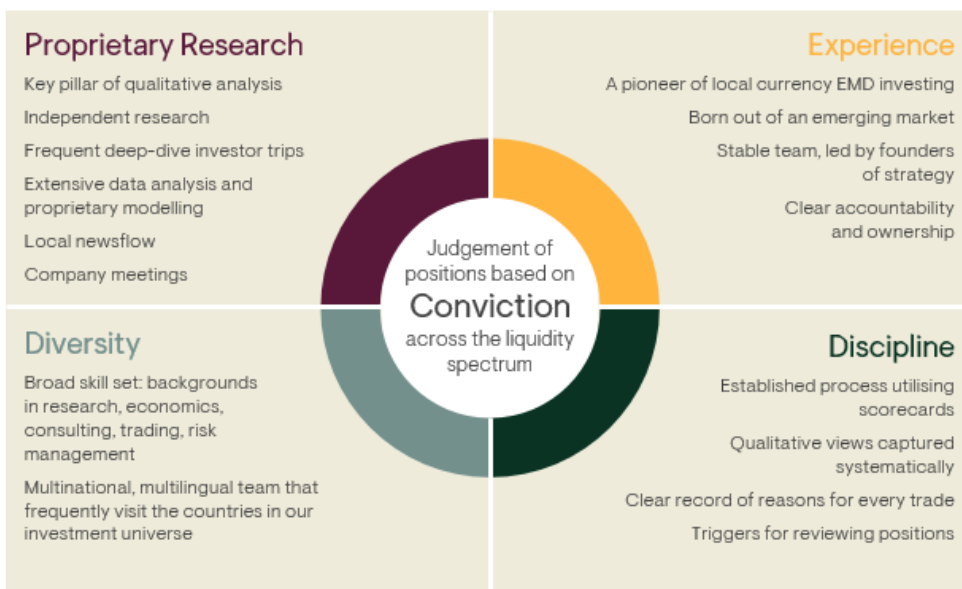 Proprietary Research
Key pillar of qualitative analysis
Independent research
Frequent deep-dive investor trips
Extensive data analysis and
proprietary modelling
Local newsflow
Company meetings
Experience
A pioneer of local currency EMD investing
Born out of an emerging market
Stable team, led by founders
of strategy
Clear accountability
and ownership
Judgement of
positions based on
Conviction
across the liquidity
spectrum
Diversity
Broad skill set: backgrounds
in research, economics,
consulting, trading, risk
management
Multinational, multilingual team that
frequently visit the countries in our
investment universe
Discipline
Established process utilising
scorecards
Qualitative views captured
systematically
Clear record of reasons for every trade
Triggers for reviewing positions